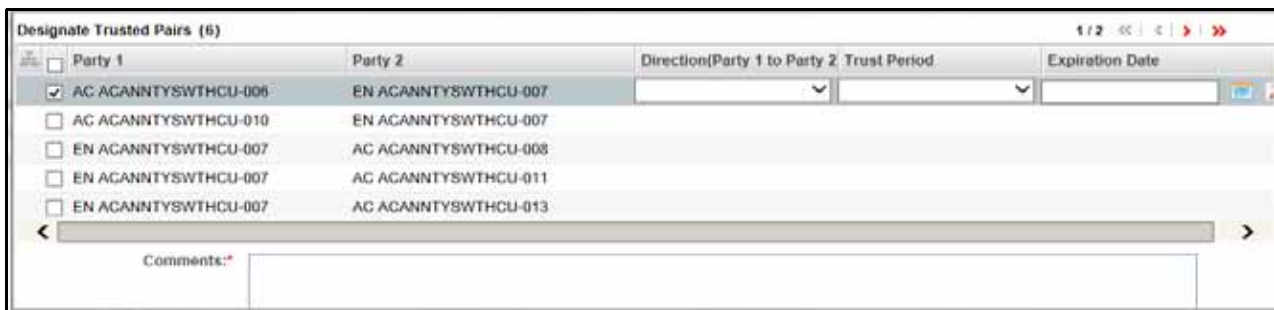 Designate Trusted Pairs (6) 1 / 2
Party 1 Party 2 Direction(Party 1 to Party 2 Trust Period Expiration Date
AC ACANNTYSWTHCU-006 EN ACANNTYSWTHCU-007
AC ACANNTYSWTHCU-010 EN ACANNTYSWTHCU-007
EN ACANNTYSWTHCU-007 AC ACANNTYSWTHCU-008
EN ACANNTYSWTHCU-007 AC ACANNTYSWTHCU-011
EN ACANNTYSWTHCU-007 AC ACANNTYSWTHCU-013
Comments:*